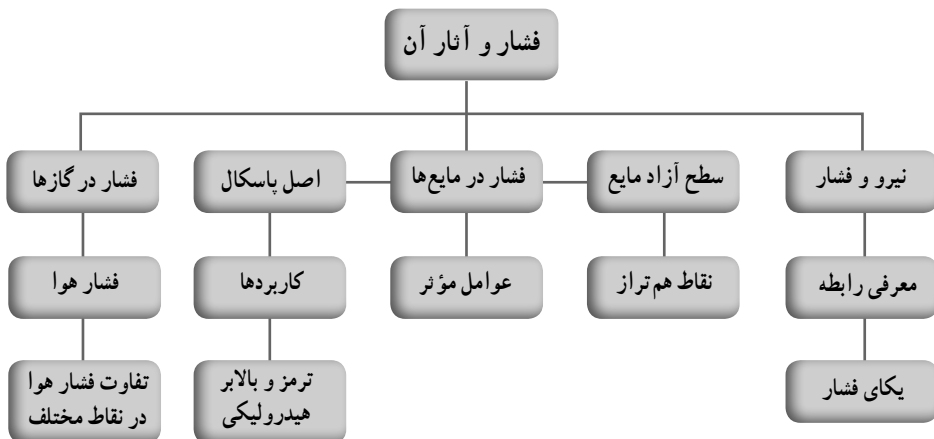 فشار و آثار آن
نیرو و فشار
سطح آزاد مایع
فشار در مایع‌ها
اصل پاسکال
فشار در گازها
معرفی رابطه
نقاط هم‌تراز
عوامل مؤثر
کاربردها
فشار هوا
یکای فشار
ترمز و بالابر
هیدرولیکی
تفاوت فشار هوا
در نقاط مختلف